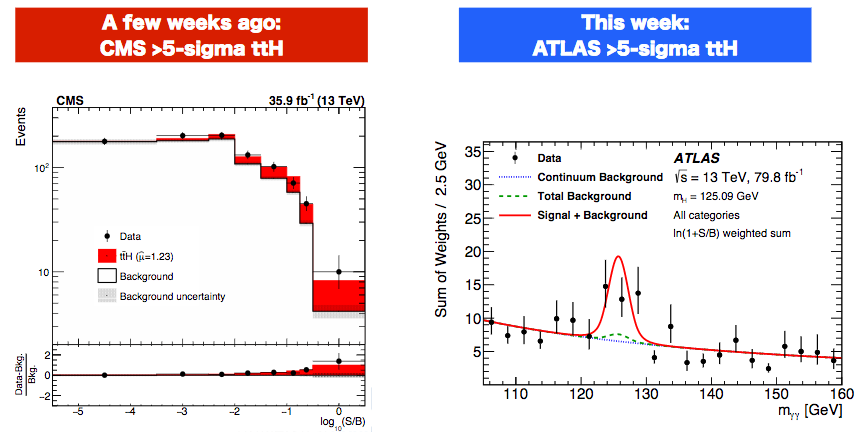 A few weeks ago:
CMS >5-sigma ttH
This week:
ATLAS >5-sigma ttH
CMS
35.9 fb⁻¹ (13 TeV)
Events
10²
10
Data
tt̄H (μ̂=1.23)
Background
Background uncertainty
Data-Bkg.
Bkg.
2
0
−2
−5 −4 −3 −2 −1 0
log₁₀(S/B)
Sum of Weights / 2.5 GeV
35
30
25
20
15
10
5
Data
Continuum Background
Total Background
Signal + Background
ATLAS
√s = 13 TeV, 79.8 fb⁻¹
m_H = 125.09 GeV
All categories
ln(1+S/B) weighted sum
110 120 130 140 150 160
m_γγ [GeV]